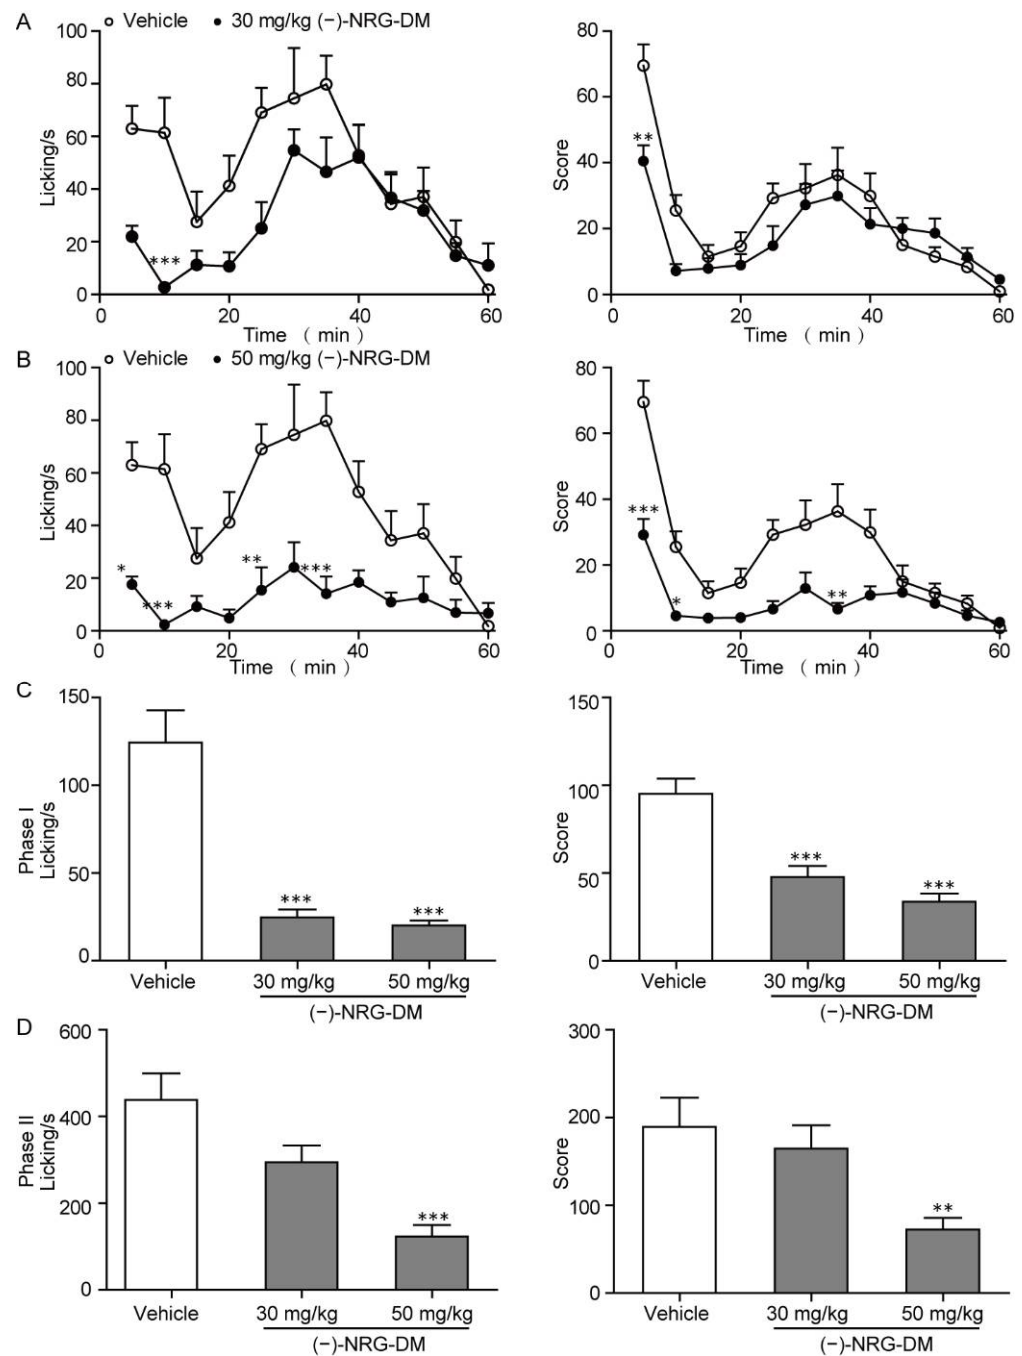 A ○ Vehicle ● 30 mg/kg (−)-NRG-DM
100
80
60
40
20
0
Licking/s
***
0 20 40 60
Time ( min )
80
60
40
20
0
Score
**
0 20 40 60
Time ( min )
B ○ Vehicle ● 50 mg/kg (−)-NRG-DM
100
80
60
40
20
0
Licking/s
*
***
**
***
0 20 40 60
Time ( min )
80
60
40
20
0
Score
***
*
**
0 20 40 60
Time ( min )
C
150
100
50
0
Phase I
Licking/s
***
***
Vehicle 30 mg/kg 50 mg/kg
(−)-NRG-DM
150
100
50
0
Score
***
***
Vehicle 30 mg/kg 50 mg/kg
(−)-NRG-DM
D
600
400
200
0
Phase II
Licking/s
***
Vehicle 30 mg/kg 50 mg/kg
(−)-NRG-DM
300
200
100
0
Score
**
Vehicle 30 mg/kg 50 mg/kg
(−)-NRG-DM